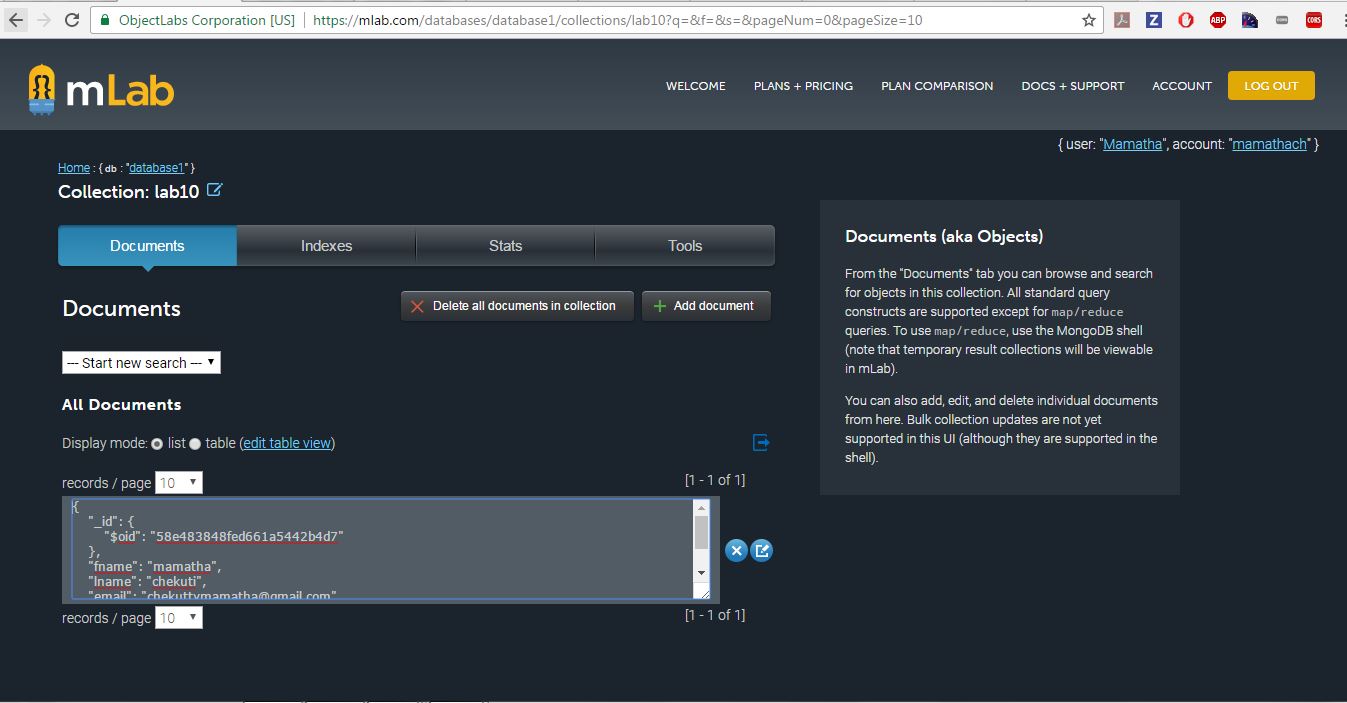 ObjectLabs Corporation [US] | https://mlab.com/databases/database1/collections/lab10?q=&f=&s=&pageNum=0&pageSize=10
Z
ABP
CORS
mLab
WELCOME PLANS + PRICING PLAN COMPARISON DOCS + SUPPORT ACCOUNT LOG OUT
{ user: "Mamatha", account: "mamathach" }
Home : { db : "database1" }
Collection: lab10
Documents Indexes Stats Tools
Documents
Delete all documents in collection
Add document
--- Start new search ---
All Documents
Display mode: list table (edit table view)
records / page 10 [1 - 1 of 1]
{
"_id": {
"$oid": "58e483848fed661a5442b4d7"
},
"fname": "mamatha",
"lname": "chekuti",
"email": "chekuttymamatha@gmail.com"
records / page 10 [1 - 1 of 1]
Documents (aka Objects)
From the "Documents" tab you can browse and search
for objects in this collection. All standard query
constructs are supported except for map/reduce
queries. To use map/reduce, use the MongoDB shell
(note that temporary result collections will be viewable
in mLab).
You can also add, edit, and delete individual documents
from here. Bulk collection updates are not yet
supported in this UI (although they are supported in the
shell).